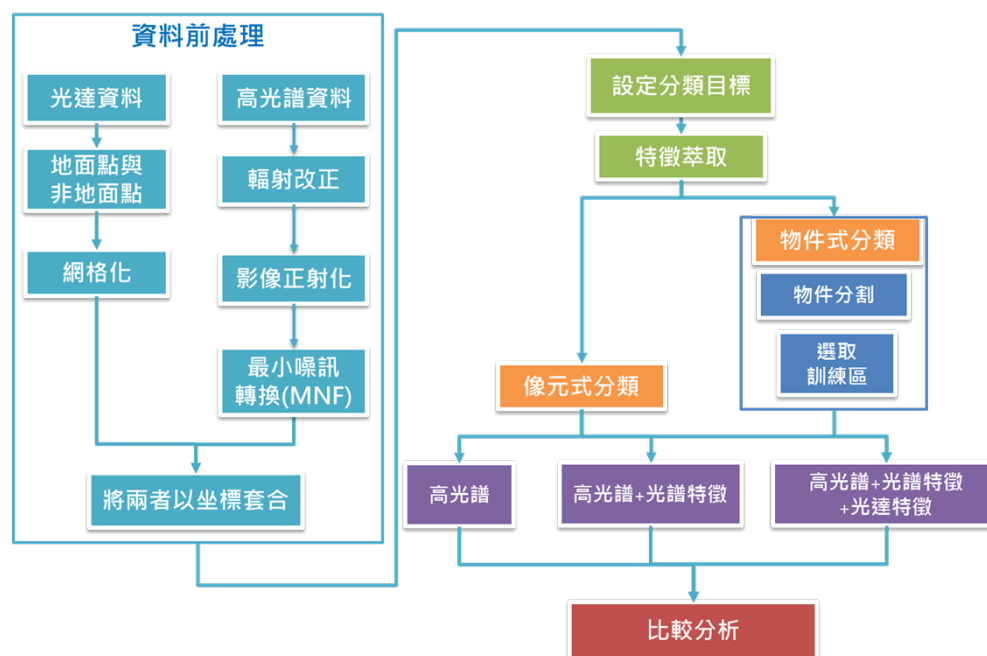 資料前處理
光達資料
高光譜資料
地面點與
非地面點
輻射改正
網格化
影像正射化
最小噪訊
轉換(MNF)
將兩者以坐標套合
設定分類目標
特徵萃取
物件式分類
物件分割
選取
訓練區
像元式分類
高光譜
高光譜+光譜特徵
高光譜+光譜特徵
+光達特徵
比較分析